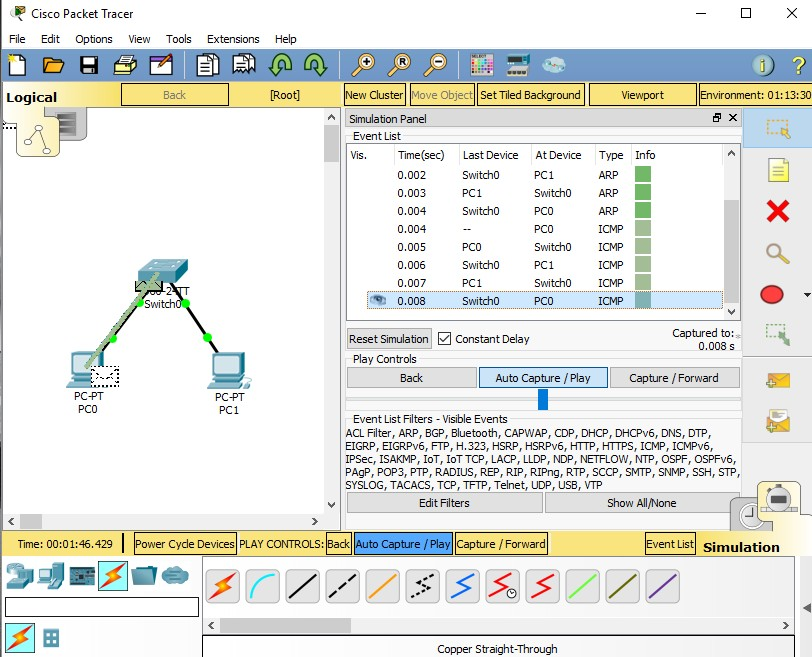 Cisco Packet Tracer
File Edit Options View Tools Extensions Help
Logical Back [Root] New Cluster Move Object Set Tiled Background Viewport Environment: 01:13:30
Simulation Panel
Event List
Vis. Time(sec) Last Device At Device Type Info
0.002 Switch0 PC1 ARP
0.003 PC1 Switch0 ARP
0.004 Switch0 PC0 ARP
0.004 -- PC0 ICMP
0.005 PC0 Switch0 ICMP
0.006 Switch0 PC1 ICMP
0.007 PC1 Switch0 ICMP
0.008 Switch0 PC0 ICMP
Reset Simulation Constant Delay Captured to:
0.008 s
Play Controls
Back Auto Capture / Play Capture / Forward
Event List Filters - Visible Events
ACL Filter, ARP, BGP, Bluetooth, CAPWAP, CDP, DHCP, DHCPv6, DNS, DTP,
EIGRP, EIGRPv6, FTP, H.323, HSRP, HSRPv6, HTTP, HTTPS, ICMP, ICMPv6,
IPSec, ISAKMP, IoT, IoT TCP, LACP, LLDP, NDP, NETFLOW, NTP, OSPF, OSPFv6,
PAgP, POP3, PTP, RADIUS, REP, RIP, RIPng, RTP, SCCP, SMTP, SNMP, SSH, STP,
SYSLOG, TACACS, TCP, TFTP, Telnet, UDP, USB, VTP
Edit Filters Show All/None
Switch0
PC-PT
PC0
PC-PT
PC1
Time: 00:01:46.429 Power Cycle Devices PLAY CONTROLS: Back Auto Capture / Play Capture / Forward Event List Simulation
Copper Straight-Through